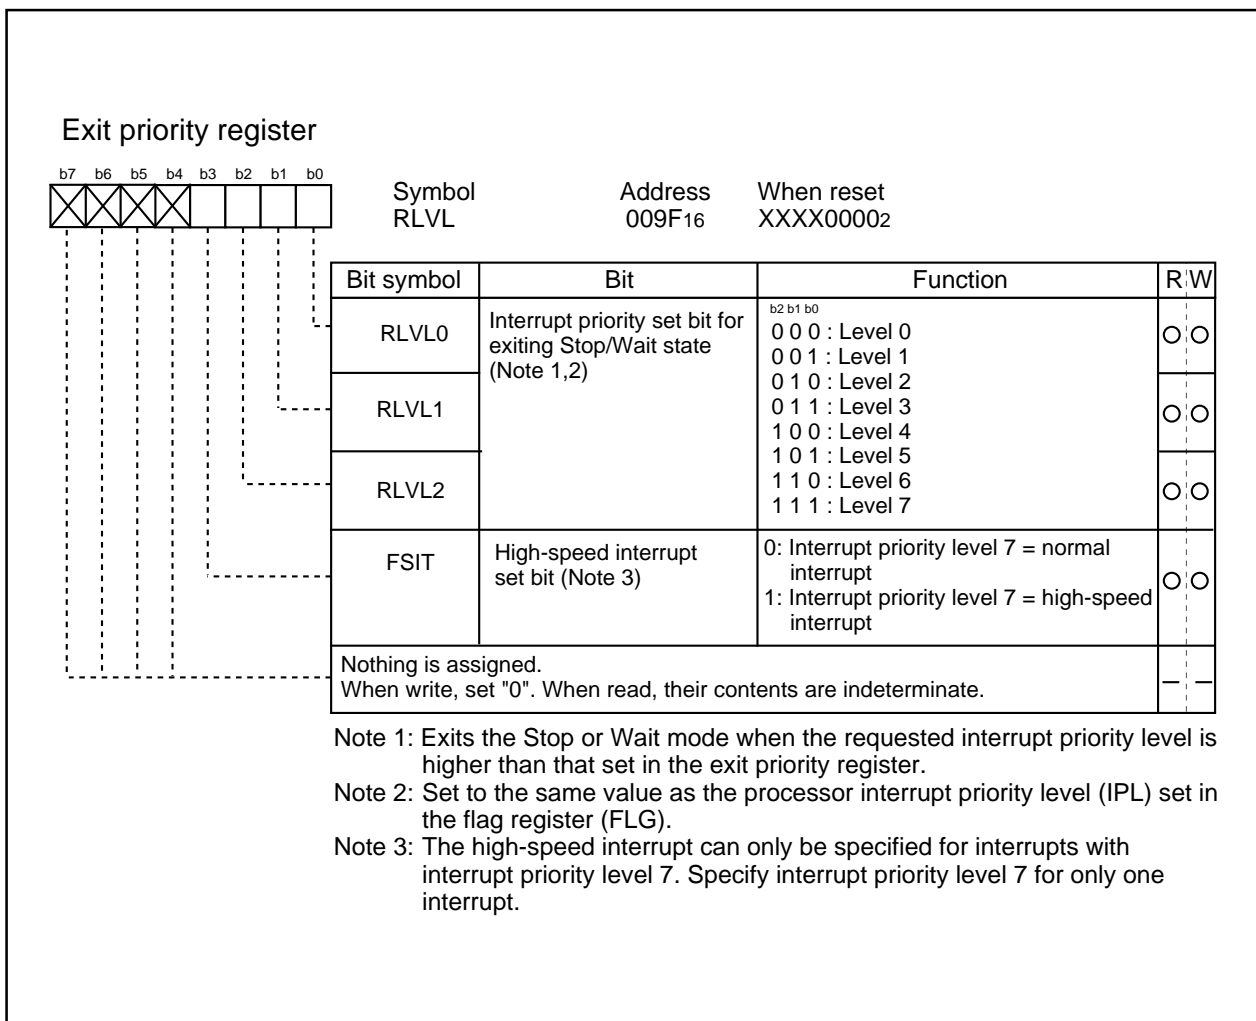 Exit priority register
b7 b6 b5 b4 b3 b2 b1 b0
Symbol Address When reset
RLVL 009F16 XXXX00002
Bit symbol Bit Function R W
RLVL0 Interrupt priority set bit for exiting Stop/Wait state (Note 1,2)
b2 b1 b0
0 0 0 : Level 0
0 0 1 : Level 1
0 1 0 : Level 2
0 1 1 : Level 3
1 0 0 : Level 4
1 0 1 : Level 5
1 1 0 : Level 6
1 1 1 : Level 7
RLVL1
RLVL2
FSIT
High-speed interrupt
set bit (Note 3)
0: Interrupt priority level 7 = normal
interrupt
1: Interrupt priority level 7 = high-speed
interrupt
Nothing is assigned.
When write, set "0". When read, their contents are indeterminate.
Note 1: Exits the Stop or Wait mode when the requested interrupt priority level is
higher than that set in the exit priority register.
Note 2: Set to the same value as the processor interrupt priority level (IPL) set in
the flag register (FLG).
Note 3: The high-speed interrupt can only be specified for interrupts with
interrupt priority level 7. Specify interrupt priority level 7 for only one
interrupt.